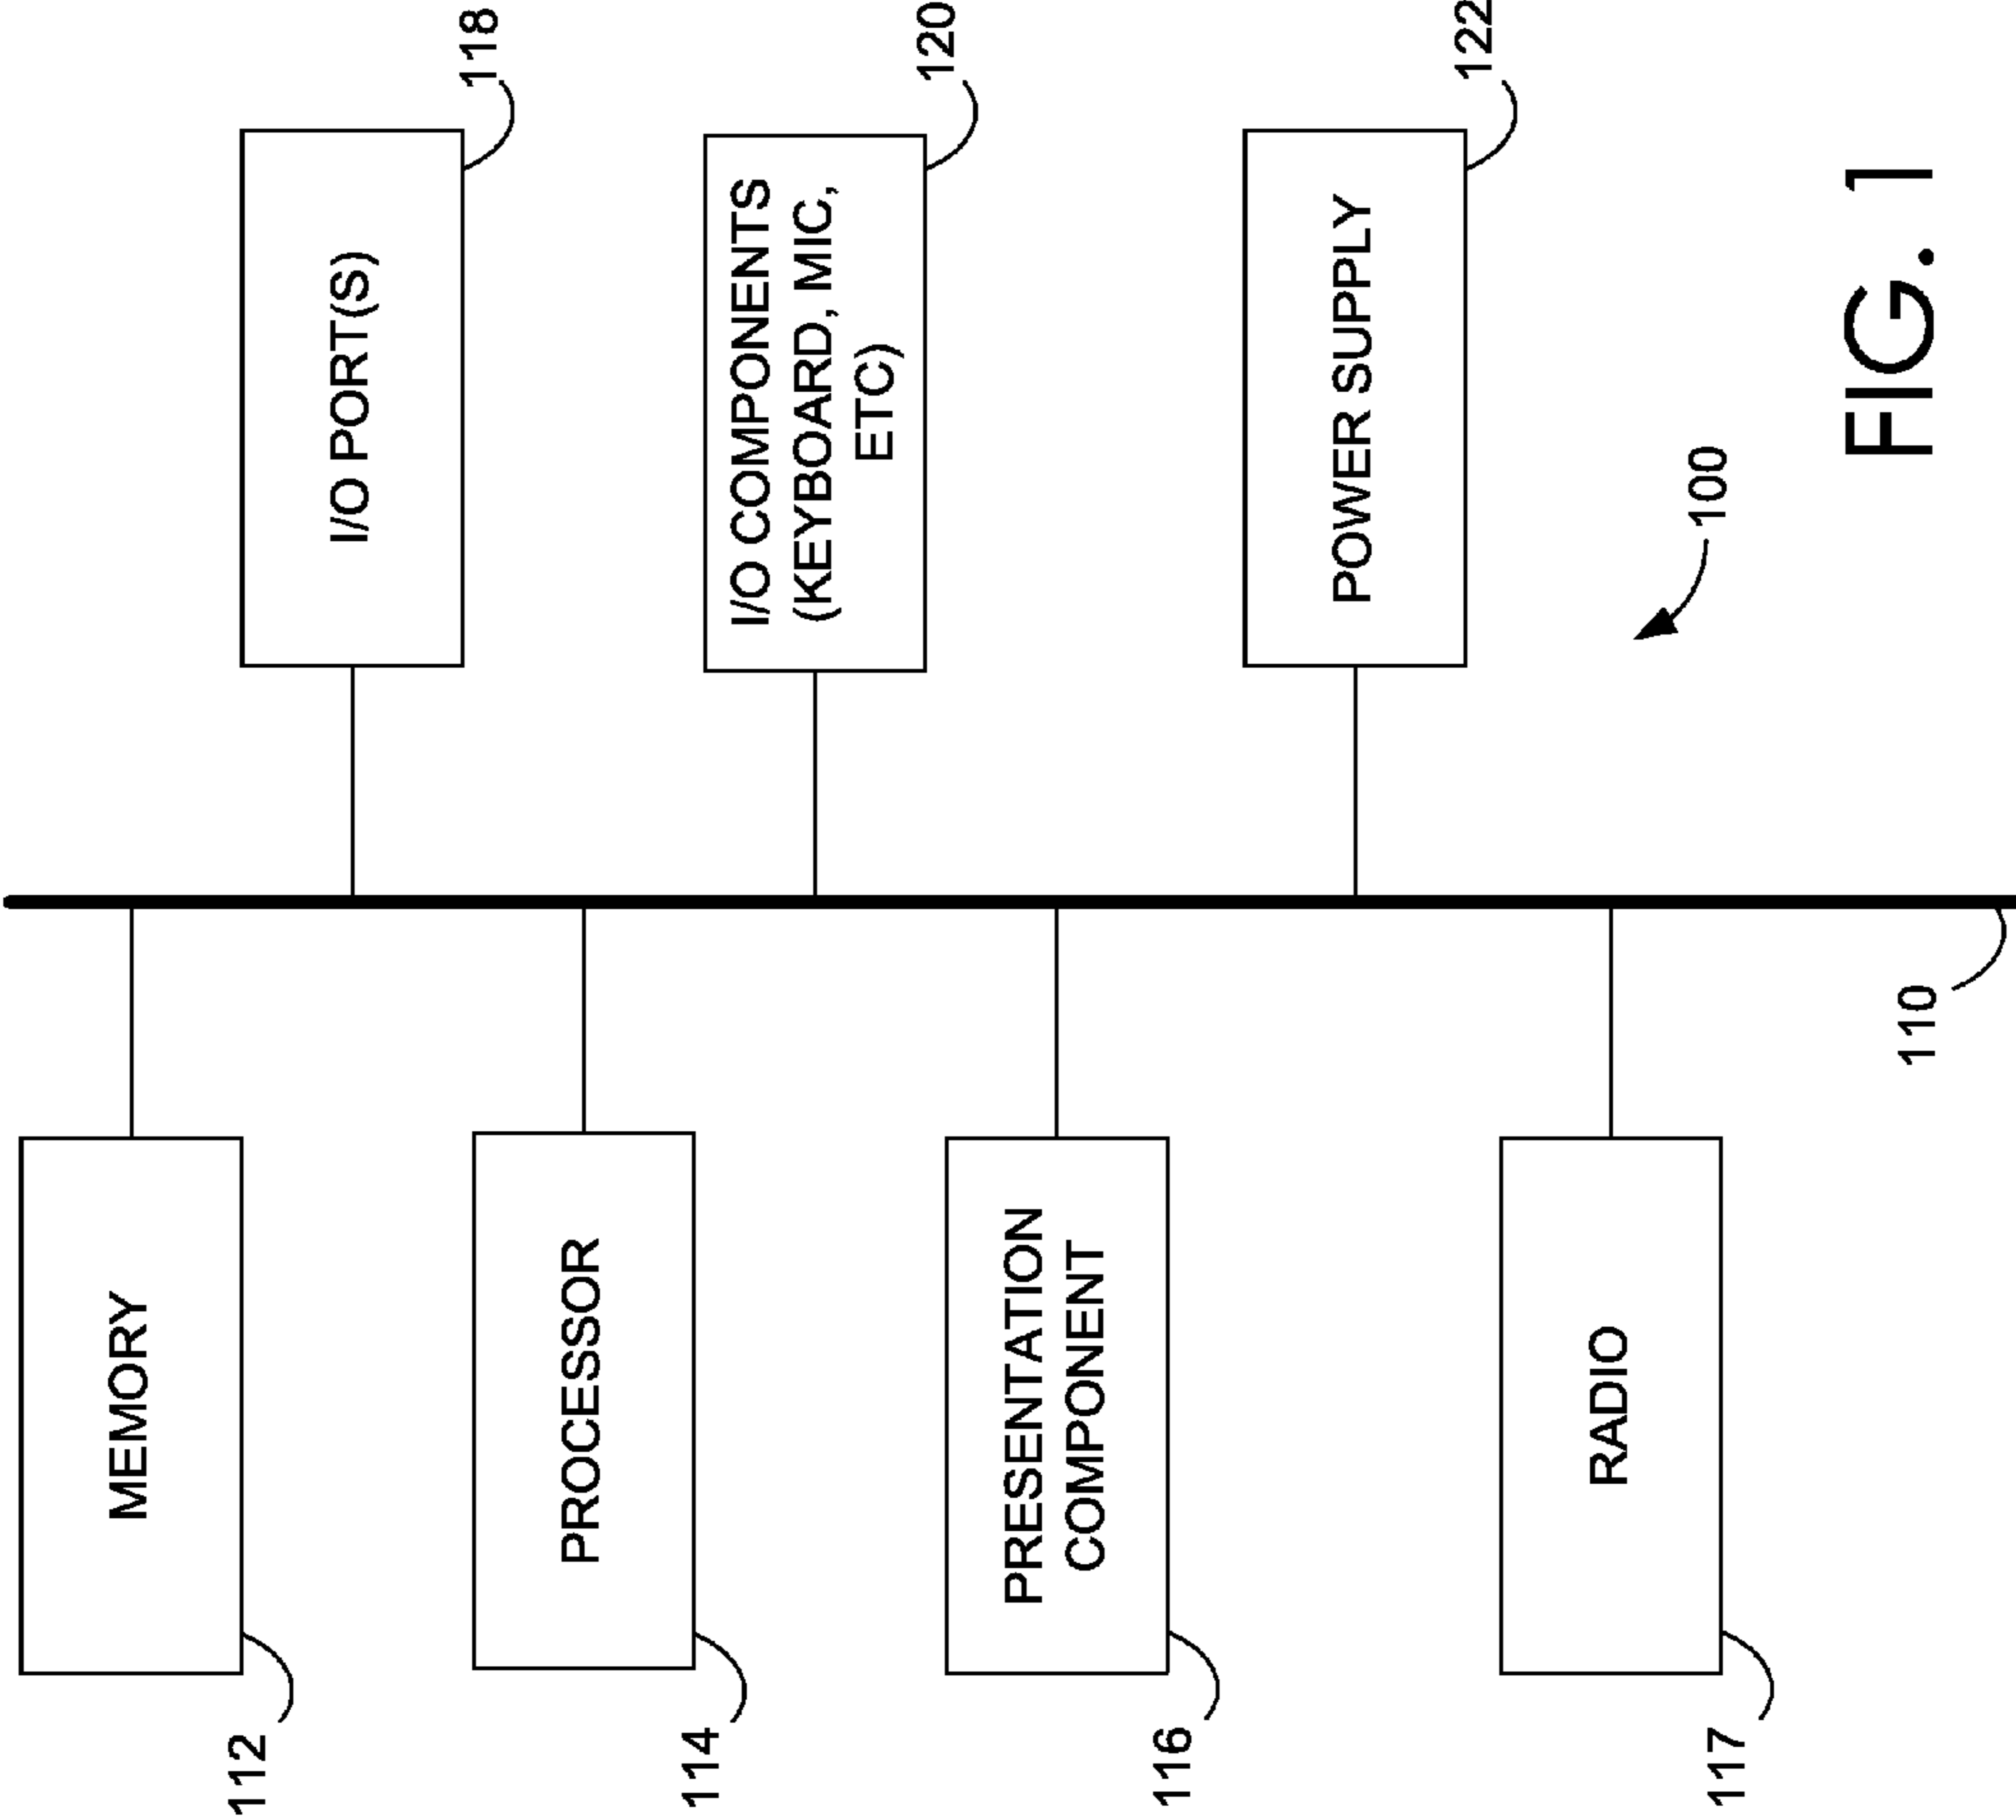 MEMORY
112
PROCESSOR
114
PRESENTATION
COMPONENT
116
RADIO
117
I/O PORT(S)
118
I/O COMPONENTS
(KEYBOARD, MIC,
ETC)
120
POWER SUPPLY
122
110
100
FIG. 1